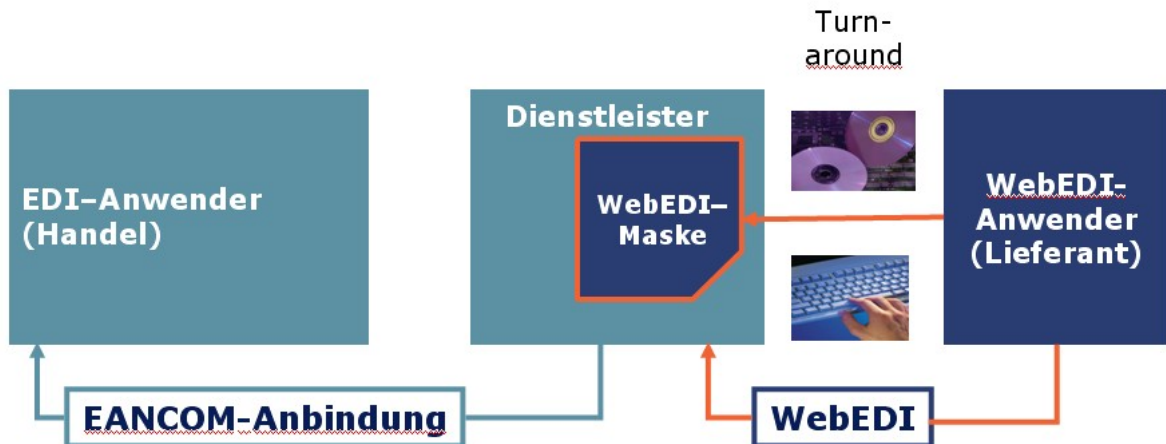 Turn-
around
Dienstleister
EDI–Anwender
(Handel)
WebEDI–
Maske
WebEDI-
Anwender
(Lieferant)
EANCOM-Anbindung
WebEDI